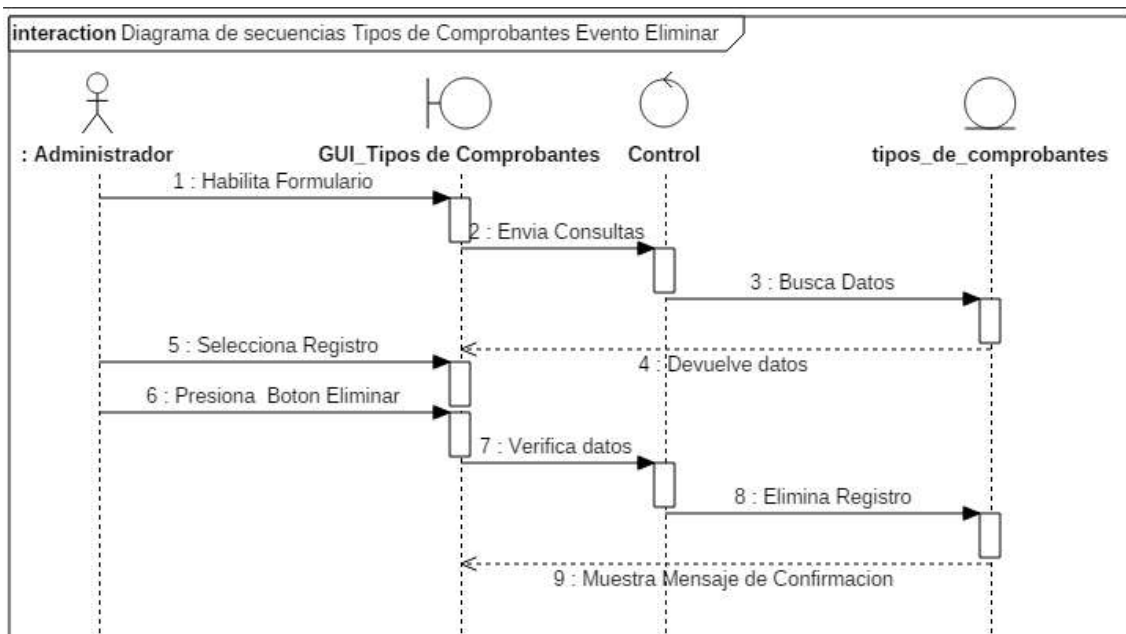 interaction Diagrama de secuencias Tipos de Comprobantes Evento Eliminar
: Administrador
GUI_Tipos de Comprobantes
Control
tipos_de_comprobantes
1 : Habilita Formulario
2 : Envia Consultas
3 : Busca Datos
4 : Devuelve datos
5 : Selecciona Registro
6 : Presiona Boton Eliminar
7 : Verifica datos
8 : Elimina Registro
9 : Muestra Mensaje de Confirmacion